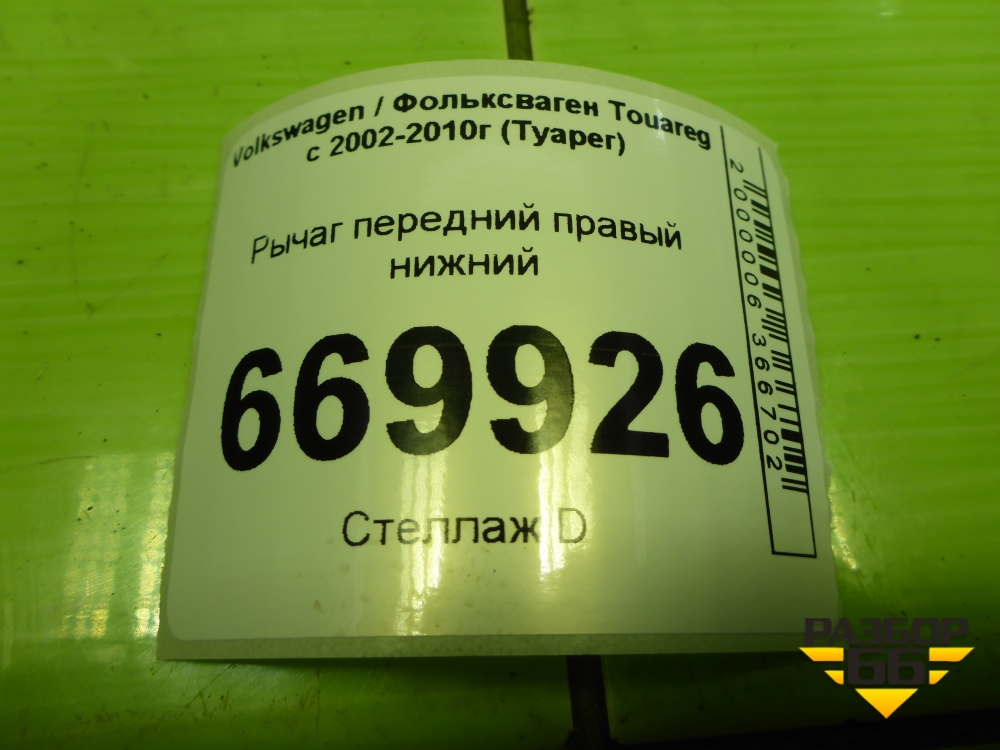 Volkswagen / Фольксваген Touareg
с 2002-2010г (Туарег)
Рычаг передний правый
нижний
669926
Стеллаж D
2000006366702
РАЗБОР
66